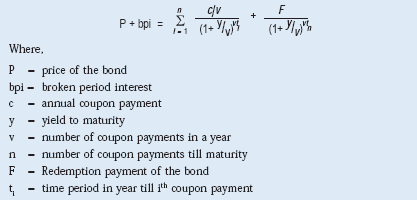 P + bpi = n Σ i = 1 c/v (1+ y/v)^vt_i + F (1+ y/v)^vt_n
Where,
P = price of the bond
bpi = broken period interest
c = annual coupon payment
y = yield to maturity
v = number of coupon payments in a year
n = number of coupon payments till maturity
F = Redemption payment of the bond
t_i = time period in year till i^th coupon payment